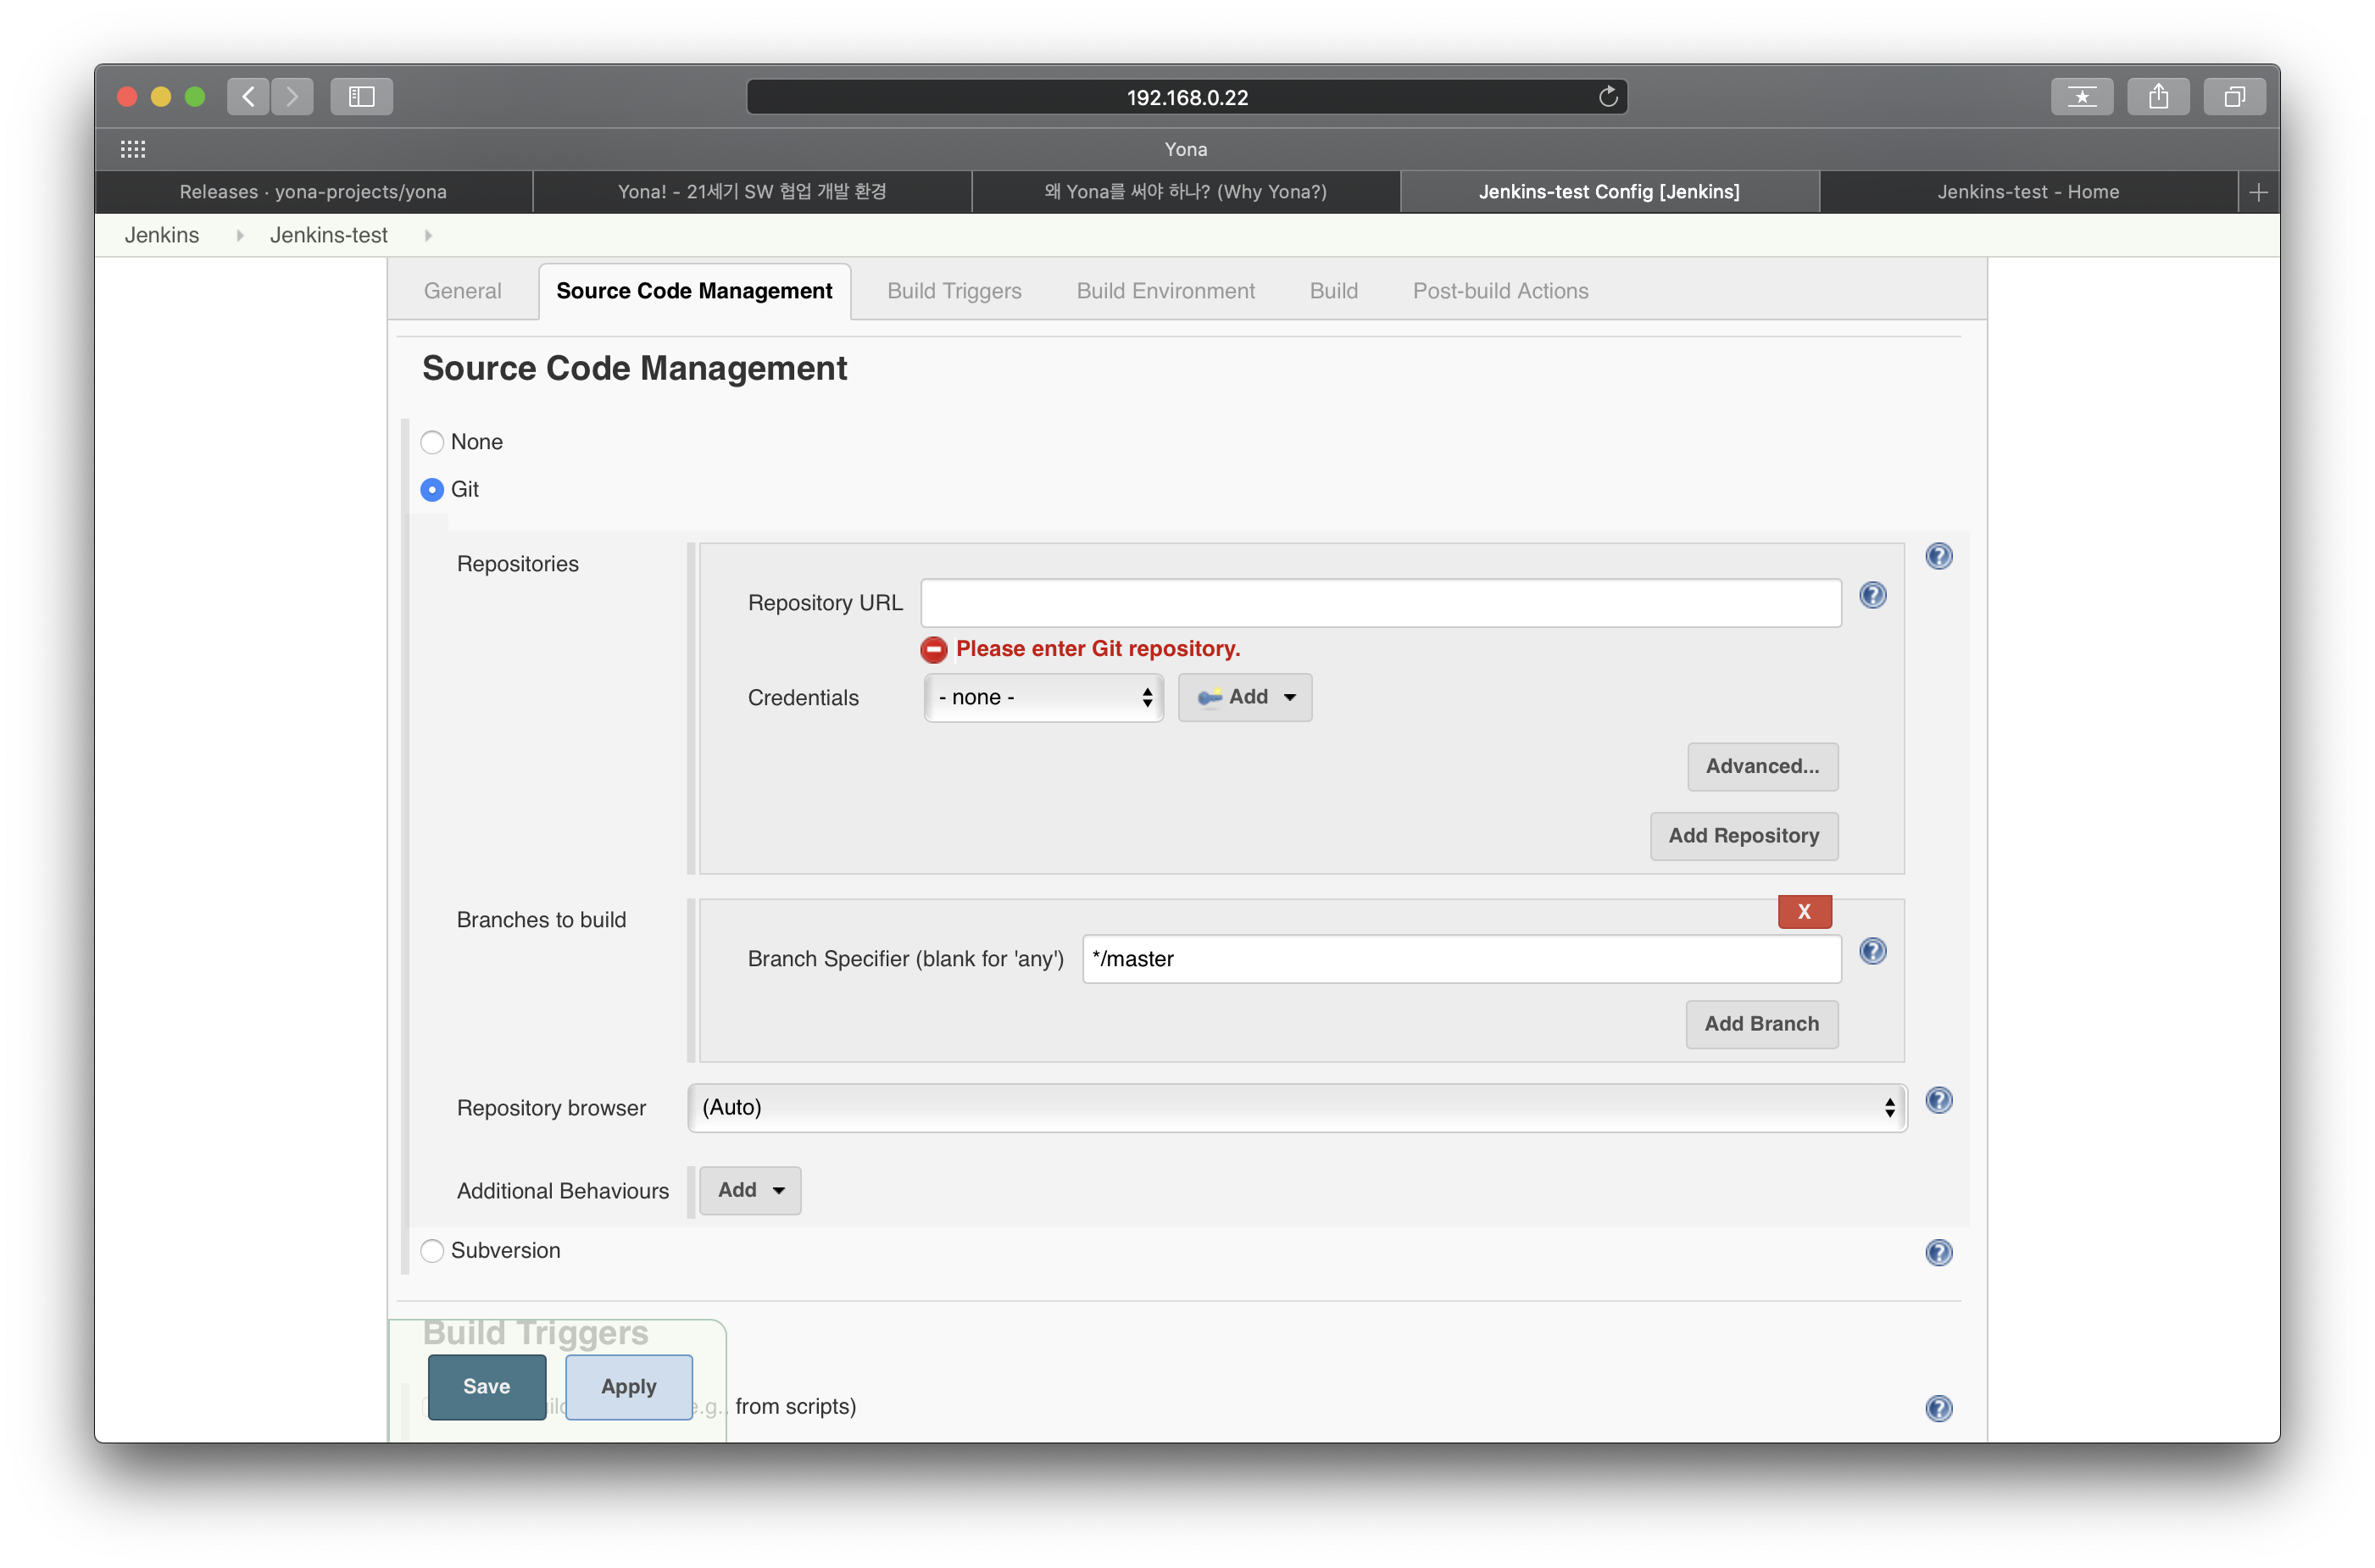 192.168.0.22
Yona
Releases · yona-projects/yona
Yona! - 21세기 SW 협업 개발 환경
왜 Yona를 써야 하나? (Why Yona?)
Jenkins-test Config [Jenkins]
Jenkins-test - Home
Jenkins
Jenkins-test
General
Source Code Management
Build Triggers
Build Environment
Build
Post-build Actions
Source Code Management
None
Git
Repositories
Repository URL
Please enter Git repository.
Credentials
- none -
Add
Advanced...
Add Repository
Branches to build
X
Branch Specifier (blank for 'any')
*/master
Add Branch
Repository browser
(Auto)
Additional Behaviours
Add
Subversion
Build Triggers
Save
Apply
e.g., from scripts)